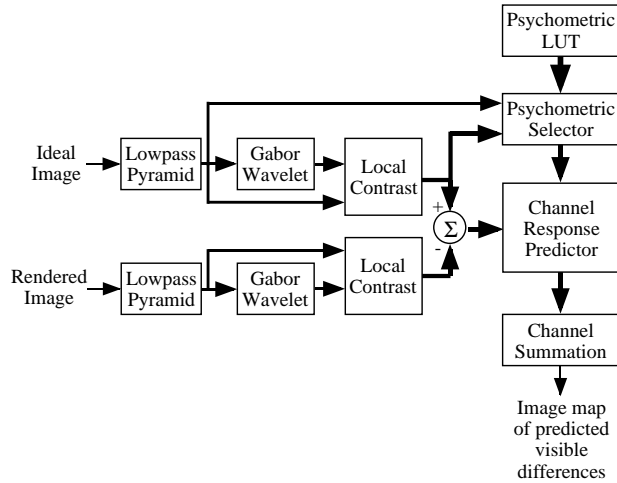 Psychometric
LUT
Psychometric
Selector
Ideal
Image
Lowpass
Pyramid
Gabor
Wavelet
Local
Contrast
+
Σ
-
Channel
Response
Predictor
Rendered
Image
Lowpass
Pyramid
Gabor
Wavelet
Local
Contrast
Channel
Summation
Image map
of predicted
visible
differences